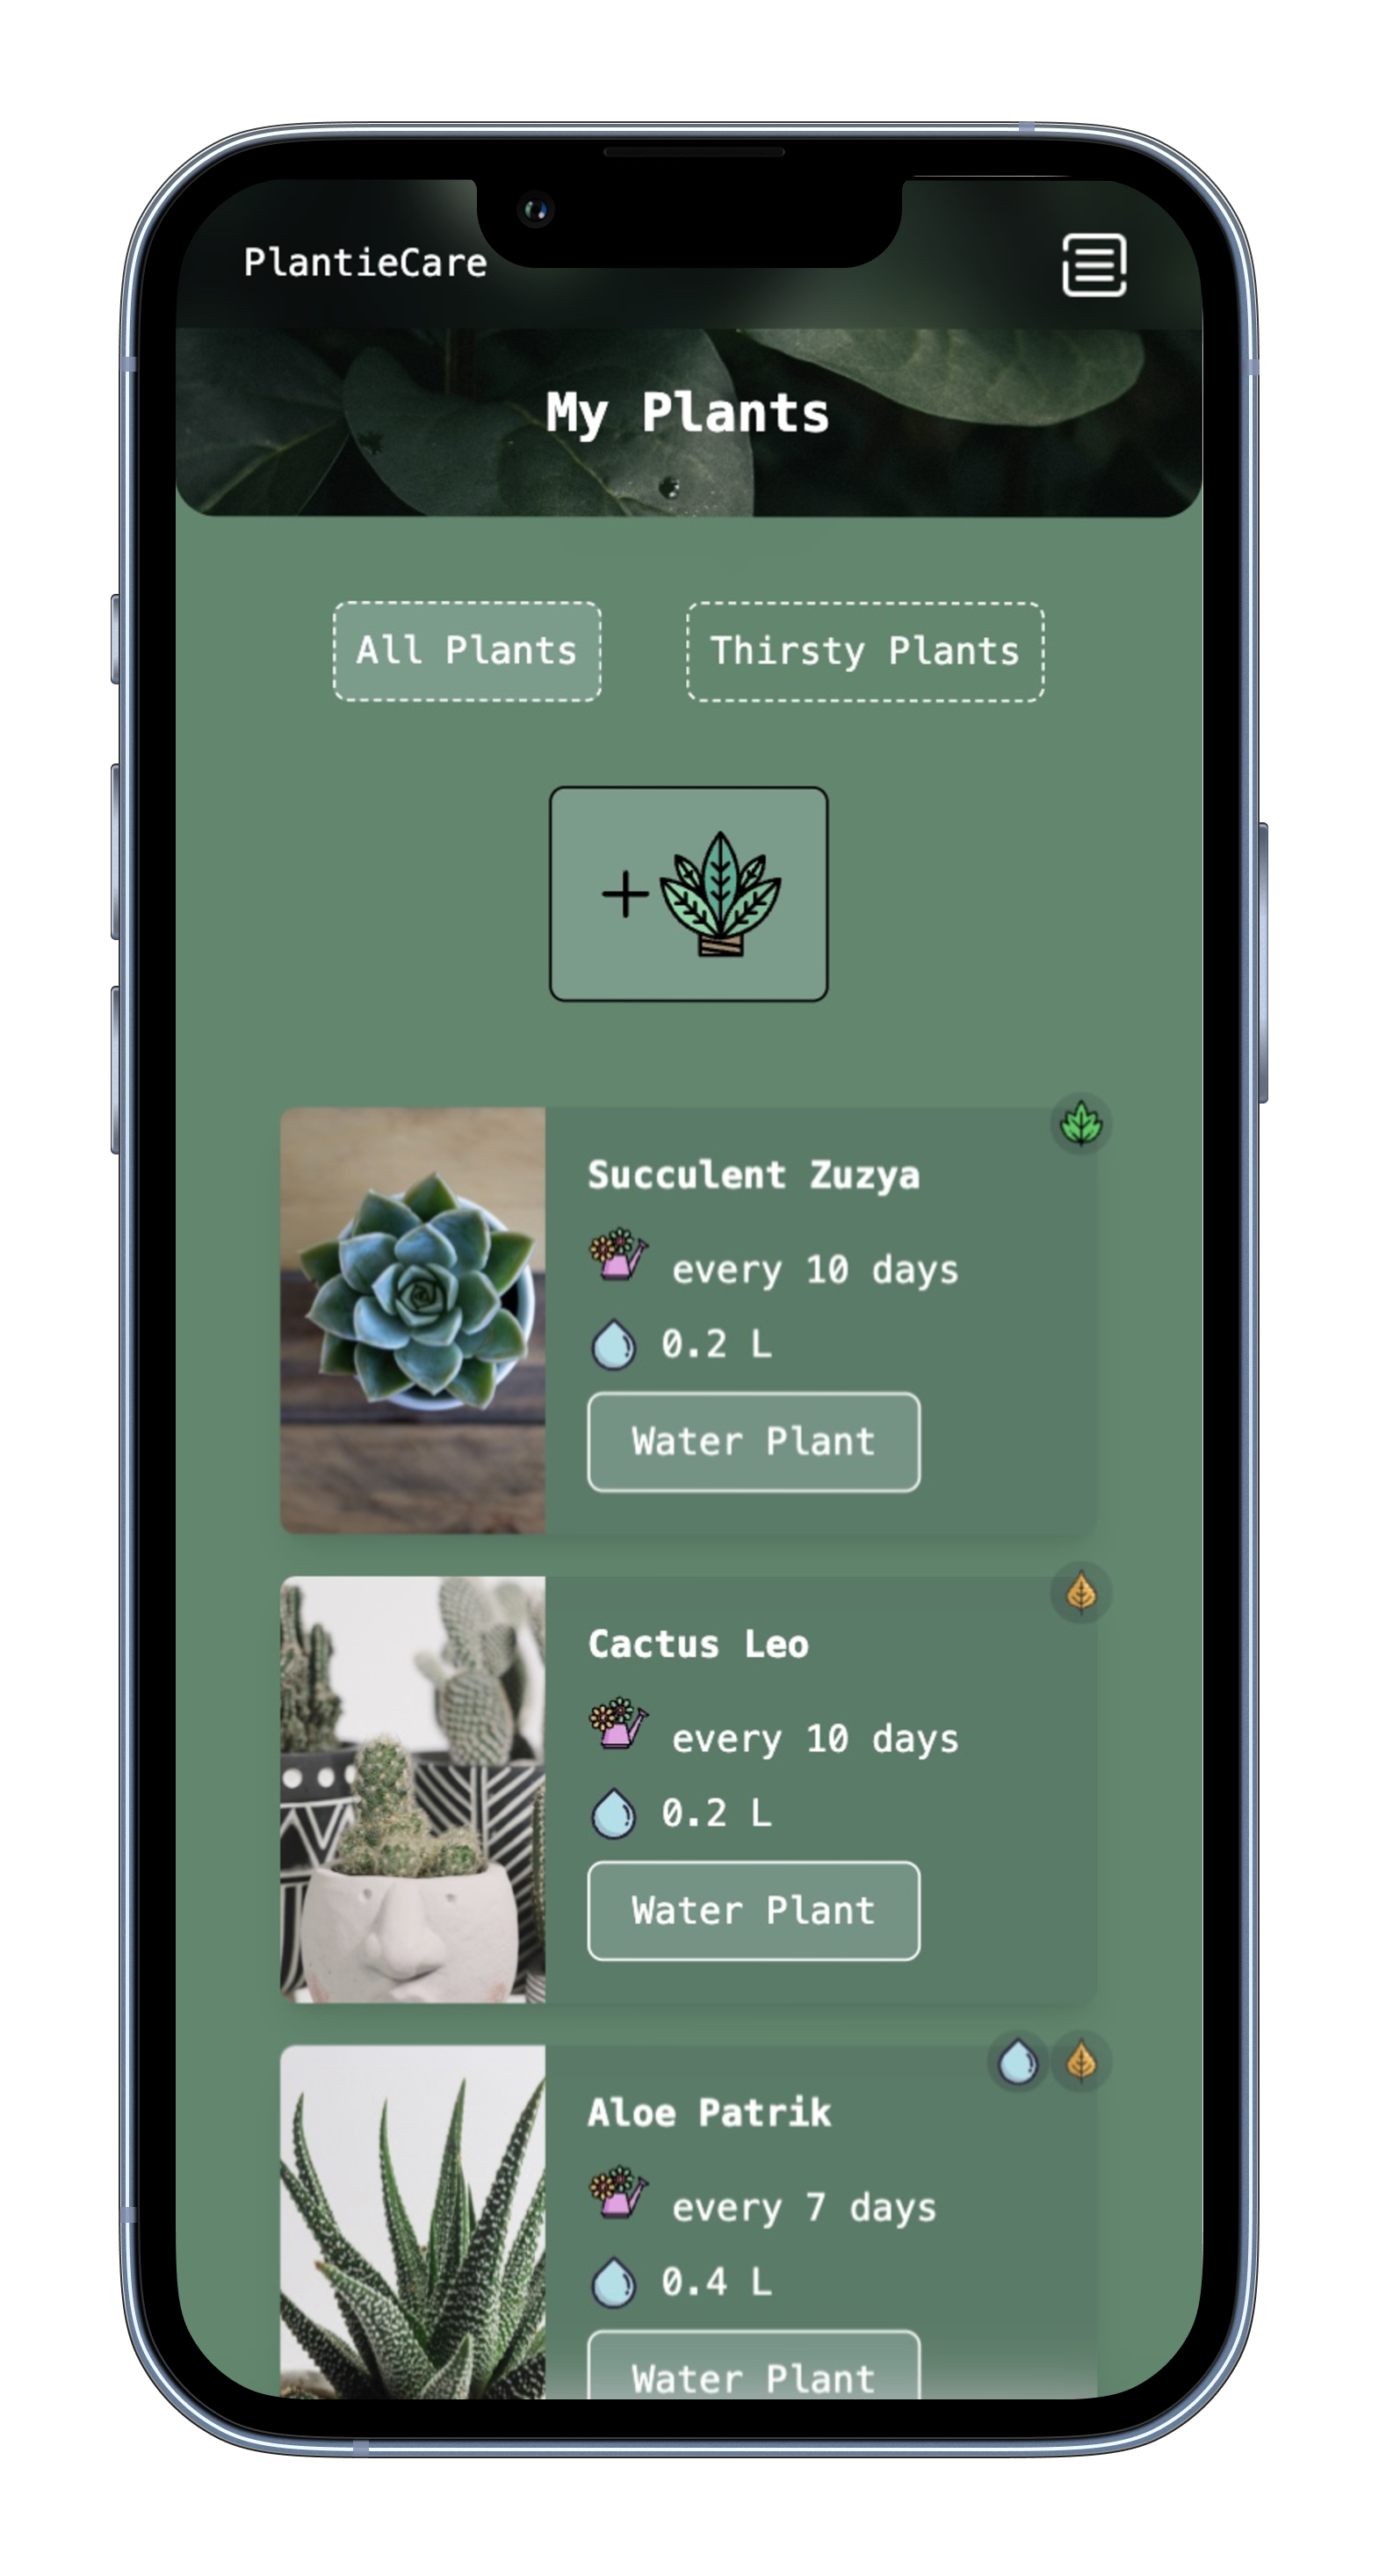 PlantieCare
My Plants
All Plants
Thirsty Plants
+
Succulent Zuzya
every 10 days
0.2 L
Water Plant
Cactus Leo
every 10 days
0.2 L
Water Plant
Aloe Patrik
every 7 days
0.4 L
Water Plant